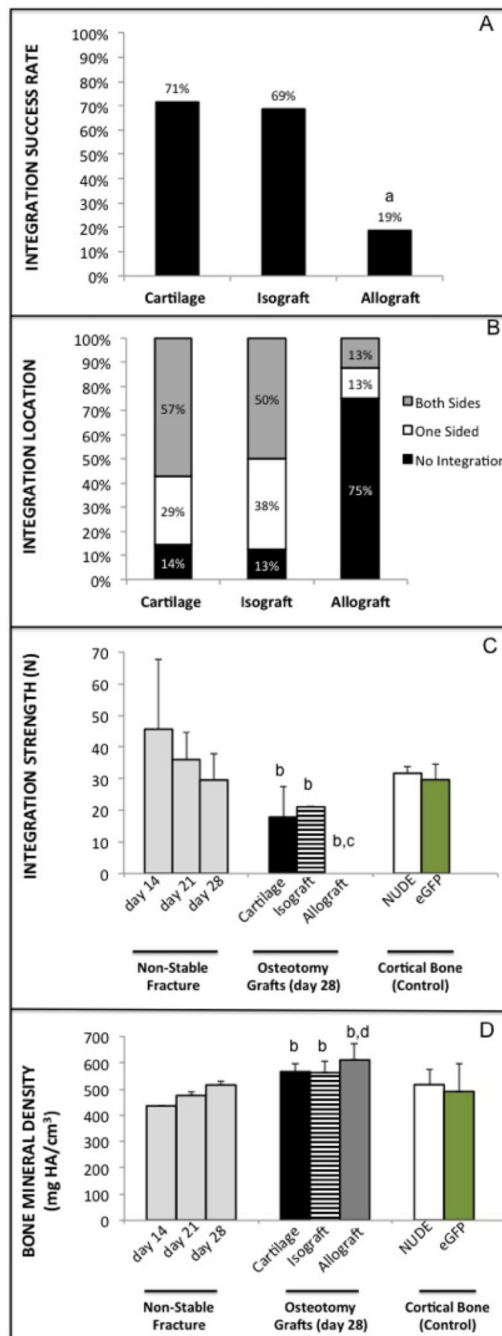 A
INTEGRATION SUCCESS RATE
100%
90%
80%
70%
60%
50%
40%
30%
20%
10%
0%
71%
69%
a
19%
Cartilage Isograft Allograft
B
INTEGRATION LOCATION
100%
90%
80%
70%
60%
50%
40%
30%
20%
10%
0%
57%
29%
14%
50%
38%
13%
13%
13%
75%
Both Sides
One Sided
No Integration
Cartilage Isograft Allograft
C
INTEGRATION STRENGTH (N)
70
60
50
40
30
20
10
0
b b b,c
day 14 day 21 day 28 Cartilage Isograft Allograft NUDE eGFP
Non-Stable
Fracture
Osteotomy
Grafts (day 28)
Cortical Bone
(Control)
D
BONE MINERAL DENSITY
(mg HA/cm³)
700
600
500
400
300
200
100
0
b b b,d
day 14 day 21 day 28 Cartilage Isograft Allograft NUDE eGFP
Non-Stable
Fracture
Osteotomy
Grafts (day 28)
Cortical Bone
(Control)